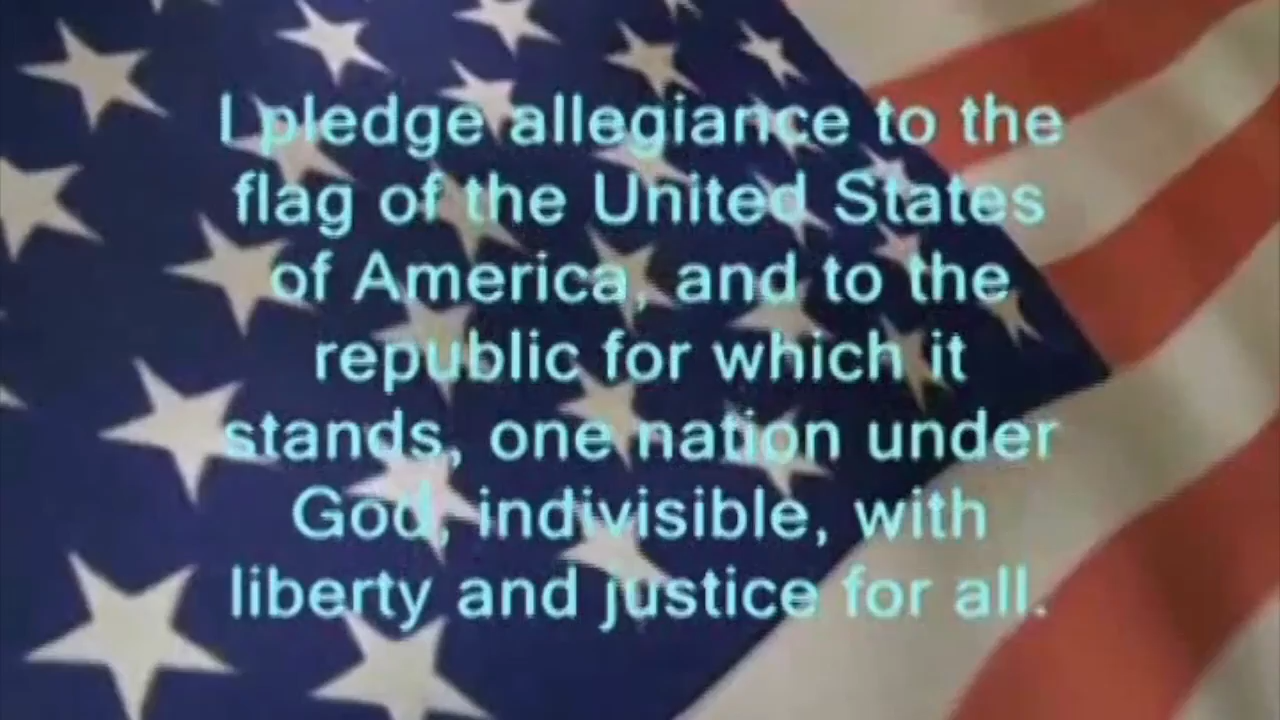 I pledge allegiance to the
flag of the United States
of America, and to the
republic for which it
stands, one nation under
God, indivisible, with
liberty and justice for all.